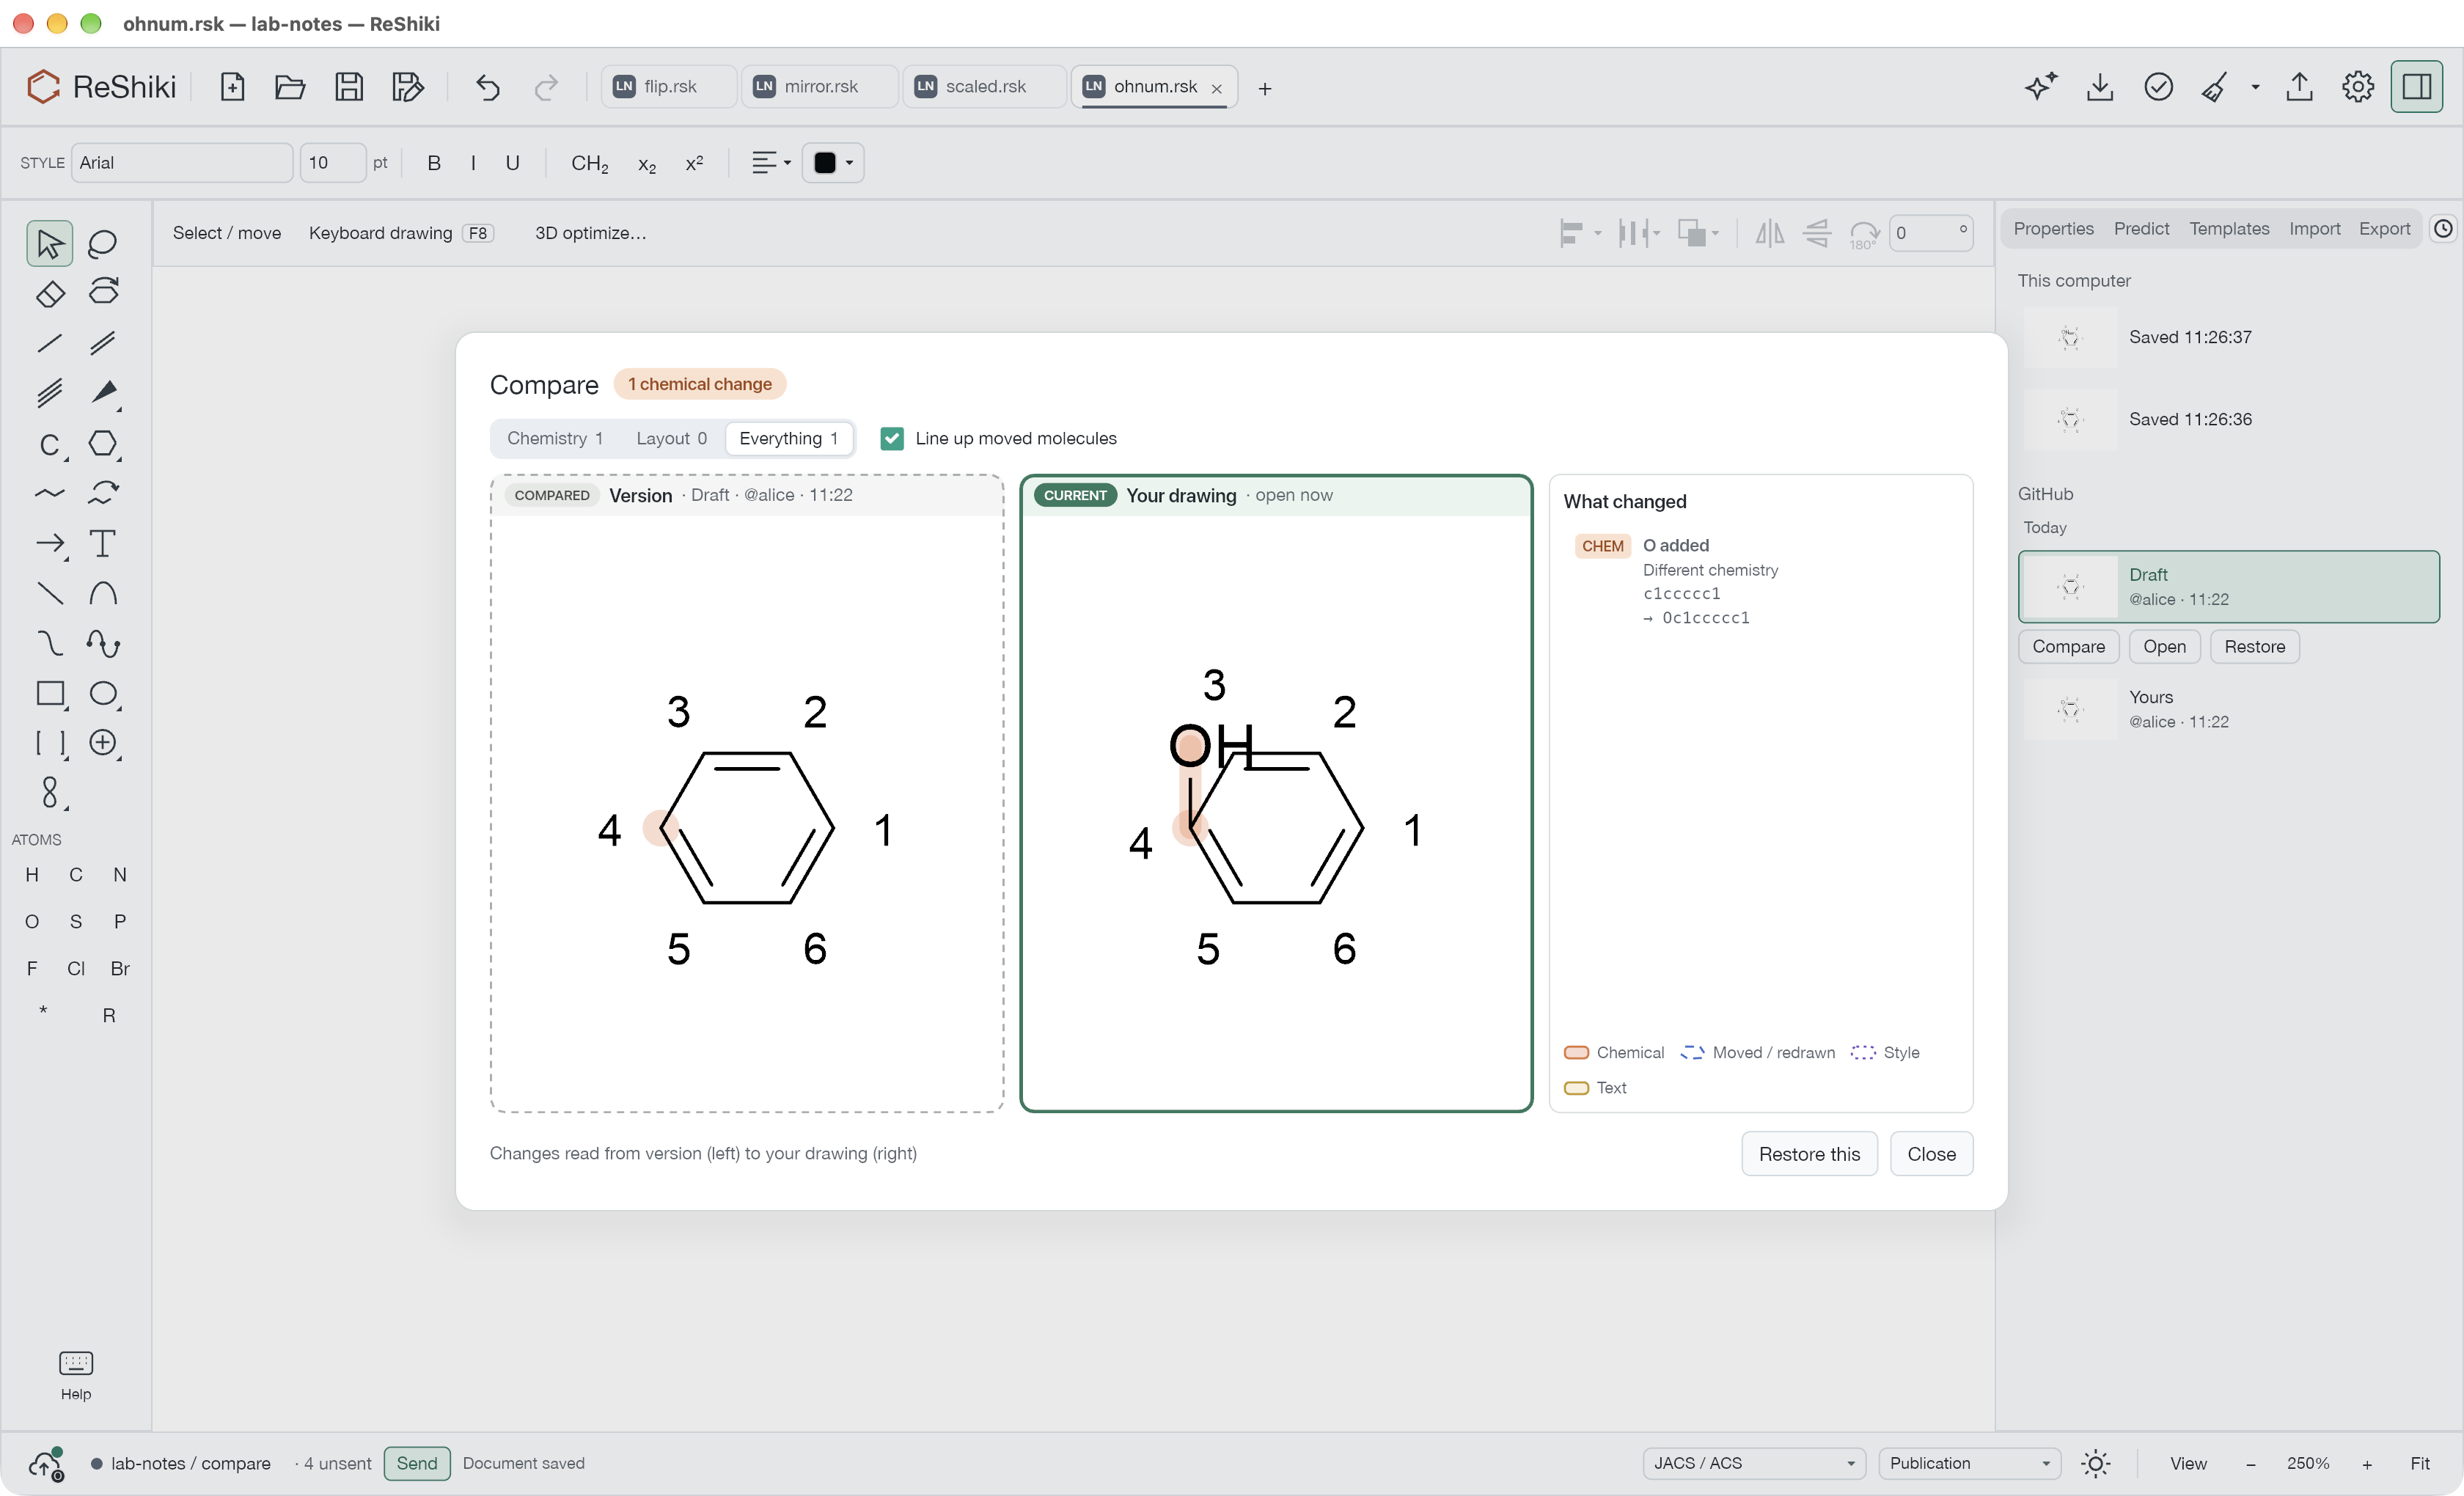 ohnum.rsk — lab-notes — ReShiki
ReShiki
LN flip.rsk
LN mirror.rsk
LN scaled.rsk
LN ohnum.rsk ×
+
STYLE Arial 10 pt B I U CH₂ x₂ x²
Select / move Keyboard drawing F8 3D optimize…
180° 0 °
Properties Predict Templates Import Export
This computer
Saved 11:26:37
Saved 11:26:36
GitHub
Today
Draft
@alice · 11:22
Compare Open Restore
Yours
@alice · 11:22
C
T
ATOMS
H C N
O S P
F Cl Br
* R
Help
Compare 1 chemical change
Chemistry 1 Layout 0 Everything 1 Line up moved molecules
COMPARED Version · Draft · @alice · 11:22
3 2
4 1
5 6
CURRENT Your drawing · open now
3
2
OH
4 1
5 6
What changed
CHEM O added
Different chemistry
c1ccccc1
→ Oc1ccccc1
Chemical Moved / redrawn Style
Text
Changes read from version (left) to your drawing (right)
Restore this Close
lab-notes / compare · 4 unsent Send Document saved
JACS / ACS Publication View − 250% + Fit